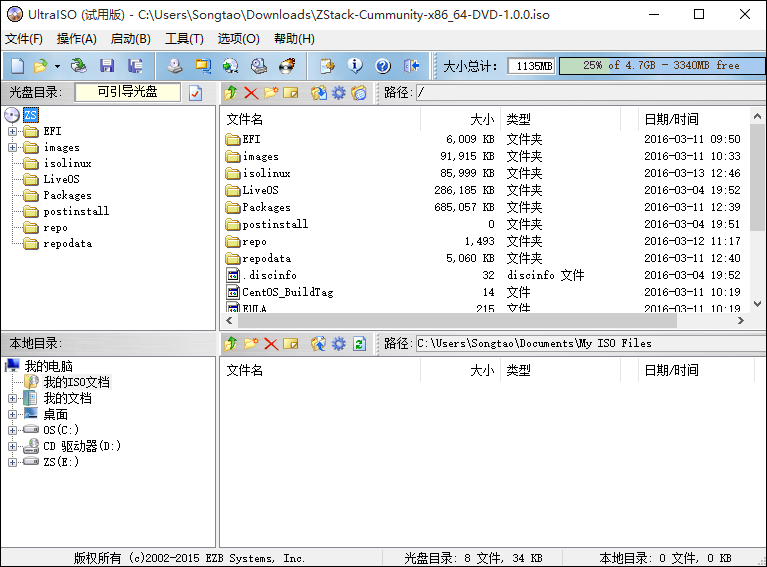 UltraISO (试用版) - C:\Users\Songtao\Downloads\ZStack-Cummunity-x86_64-DVD-1.0.0.iso
文件(F) 操作(A) 启动(B) 工具(T) 选项(O) 帮助(H)
大小总计: 1135MB 25% of 4.7GB - 3340MB free
光盘目录: 可引导光盘 路径: /
ZS
EFI
images
isolinux
LiveOS
Packages
postinstall
repo
repodata
文件名 大小 类型 日期/时间
EFI 6,009 KB 文件夹 2016-03-11 09:50
images 91,915 KB 文件夹 2016-03-11 10:33
isolinux 85,999 KB 文件夹 2016-03-13 12:46
LiveOS 286,185 KB 文件夹 2016-03-04 19:52
Packages 685,057 KB 文件夹 2016-03-11 12:39
postinstall 0 文件夹 2016-03-04 19:51
repo 1,493 文件夹 2016-03-12 11:17
repodata 5,060 KB 文件夹 2016-03-11 12:40
.discinfo 32 discinfo 文件 2016-03-04 19:52
CentOS_BuildTag 14 文件 2016-03-11 10:19
EULA 215 文件 2016-03-11 10:19
本地目录: 路径: C:\Users\Songtao\Documents\My ISO Files
我的电脑
我的ISO文档
我的文档
桌面
OS(C:)
CD 驱动器(D:)
ZS(E:)
文件名 大小 类型 日期/时间
版权所有 (c)2002-2015 EZB Systems, Inc. 光盘目录: 8 文件, 34 KB 本地目录: 0 文件, 0 KB